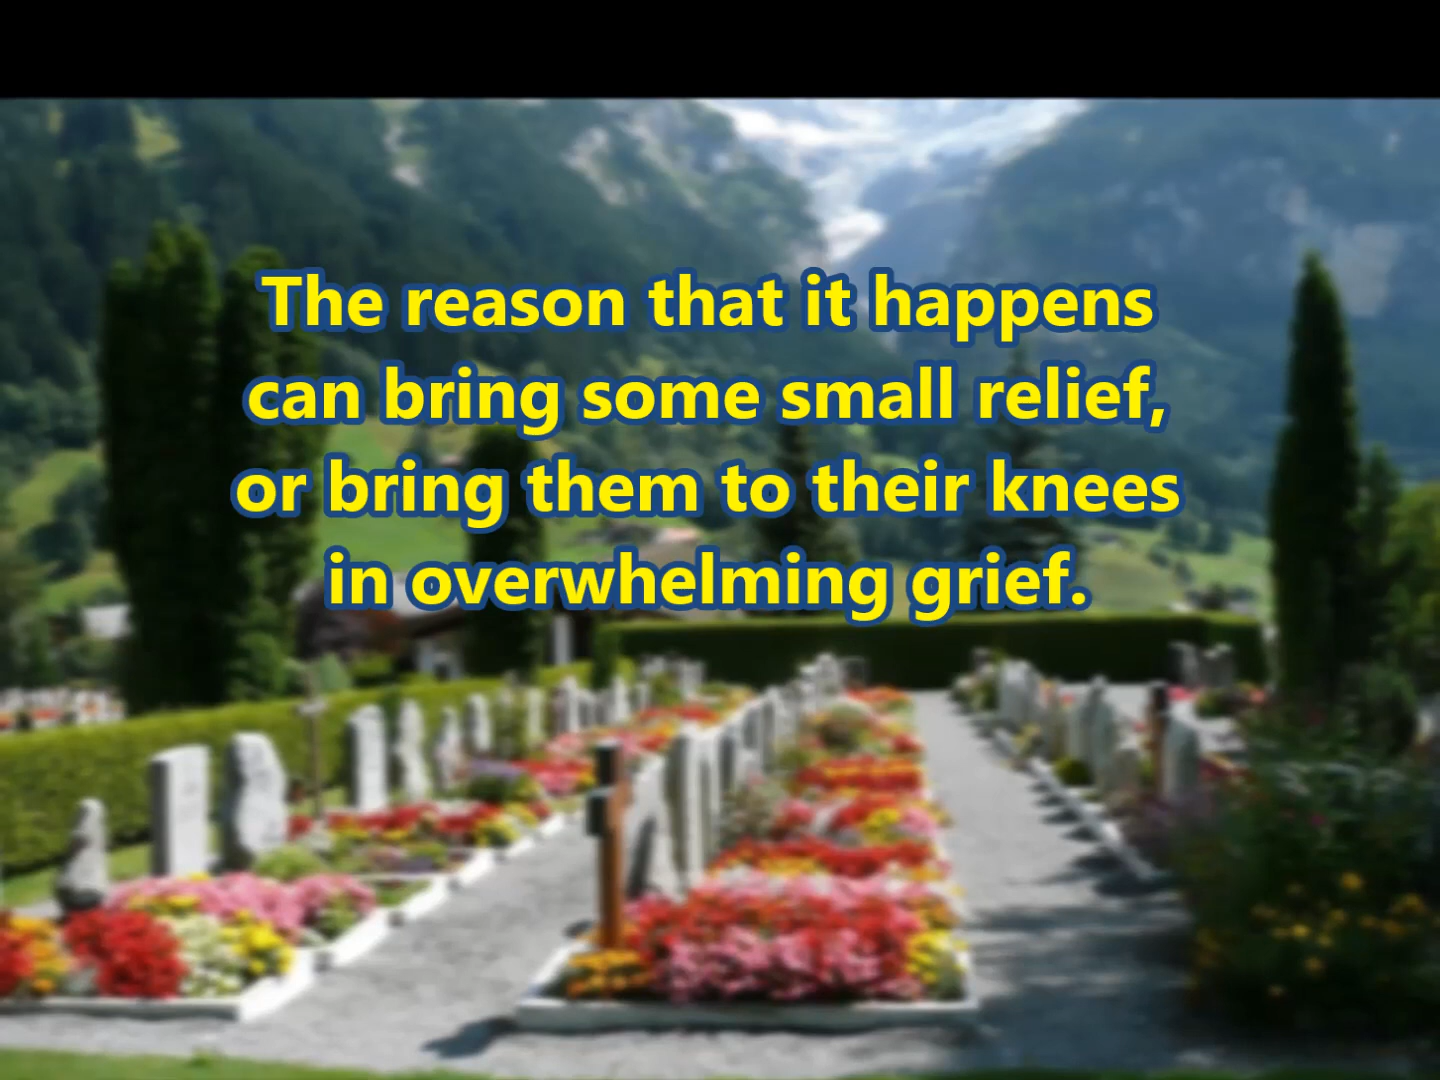 The reason that it happens
can bring some small relief,
or bring them to their knees
in overwhelming grief.